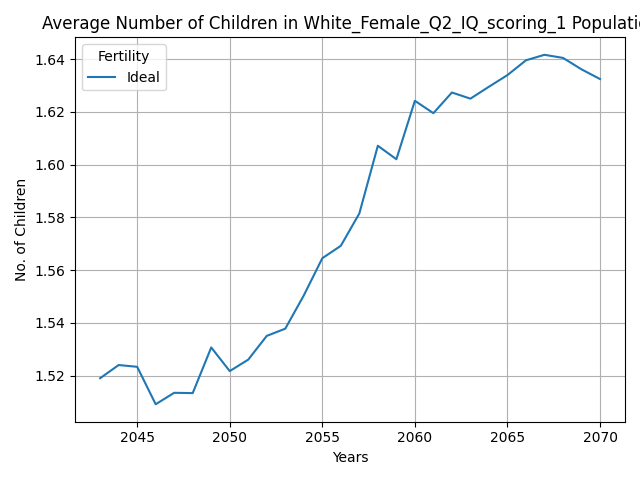 Average Number of Children in White_Female_Q2_IQ_scoring_1 Populatio
Fertility
Ideal
No. of Children
1.64
1.62
1.60
1.58
1.56
1.54
1.52
2045 2050 2055 2060 2065 2070
Years